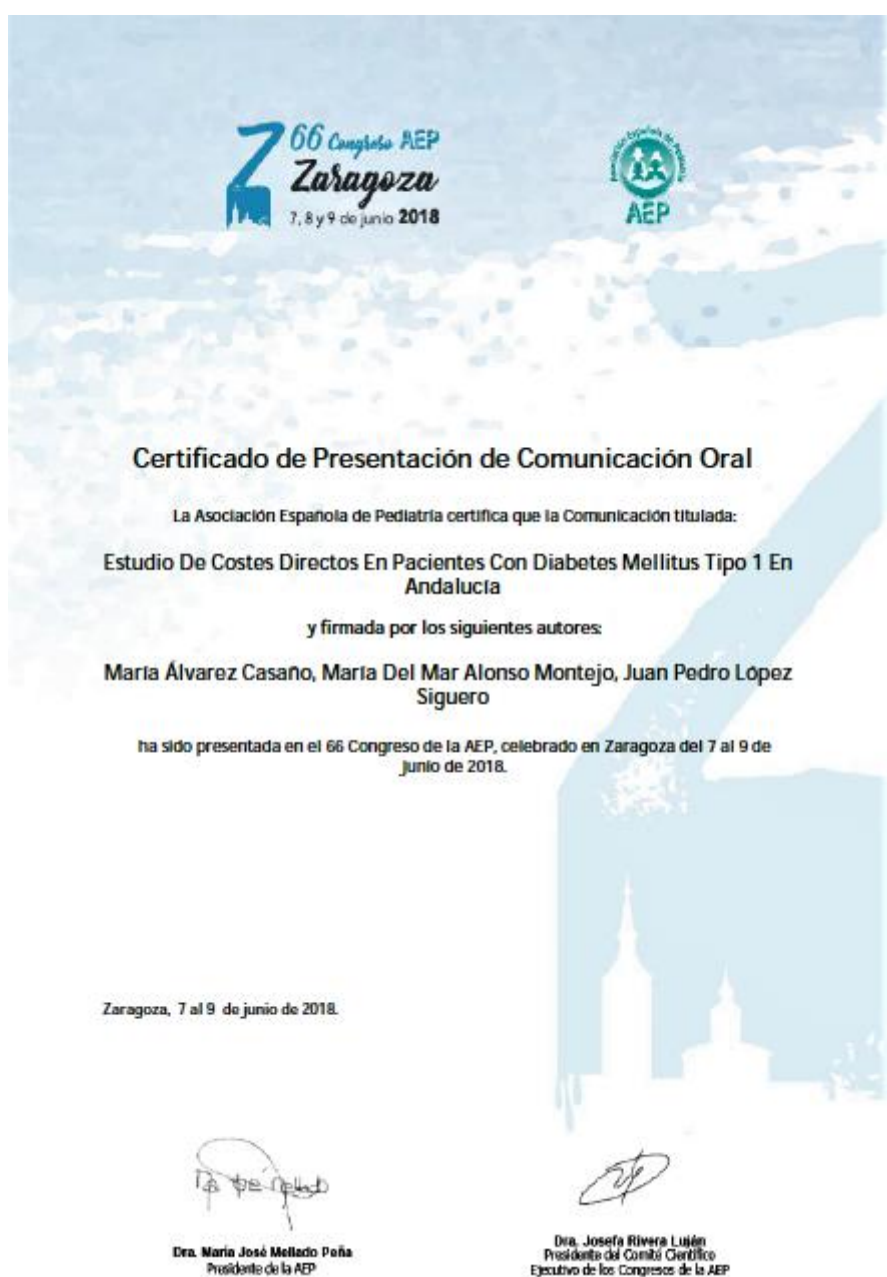 66 Congreso AEP
Zaragoza
7, 8 y 9 de junio 2018
Asociación Española de Pediatría
AEP
Certificado de Presentación de Comunicación Oral
La Asociación Española de Pediatría certifica que la Comunicación titulada:
Estudio De Costes Directos En Pacientes Con Diabetes Mellitus Tipo 1 En
Andalucía
y firmada por los siguientes autores:
María Álvarez Casaño, María Del Mar Alonso Montejo, Juan Pedro López
Siguero
ha sido presentada en el 66 Congreso de la AEP, celebrado en Zaragoza del 7 al 9 de
junio de 2018.
Zaragoza, 7 al 9 de junio de 2018.
Dra. María José Mellado Peña
Presidente de la AEP
Dra. Josefa Rivera Luján
Presidente del Comité Científico
Ejecutivo de los Congresos de la AEP